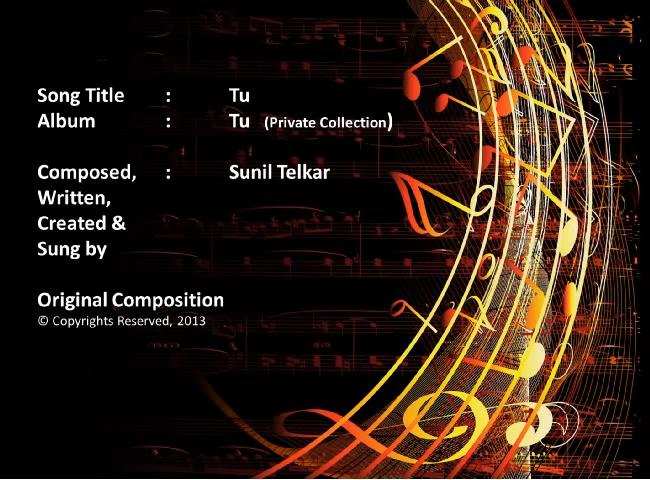 Song Title : Tu
Album : Tu (Private Collection)
Composed, : Sunil Telkar
Written,
Created &
Sung by
Original Composition
© Copyrights Reserved, 2013